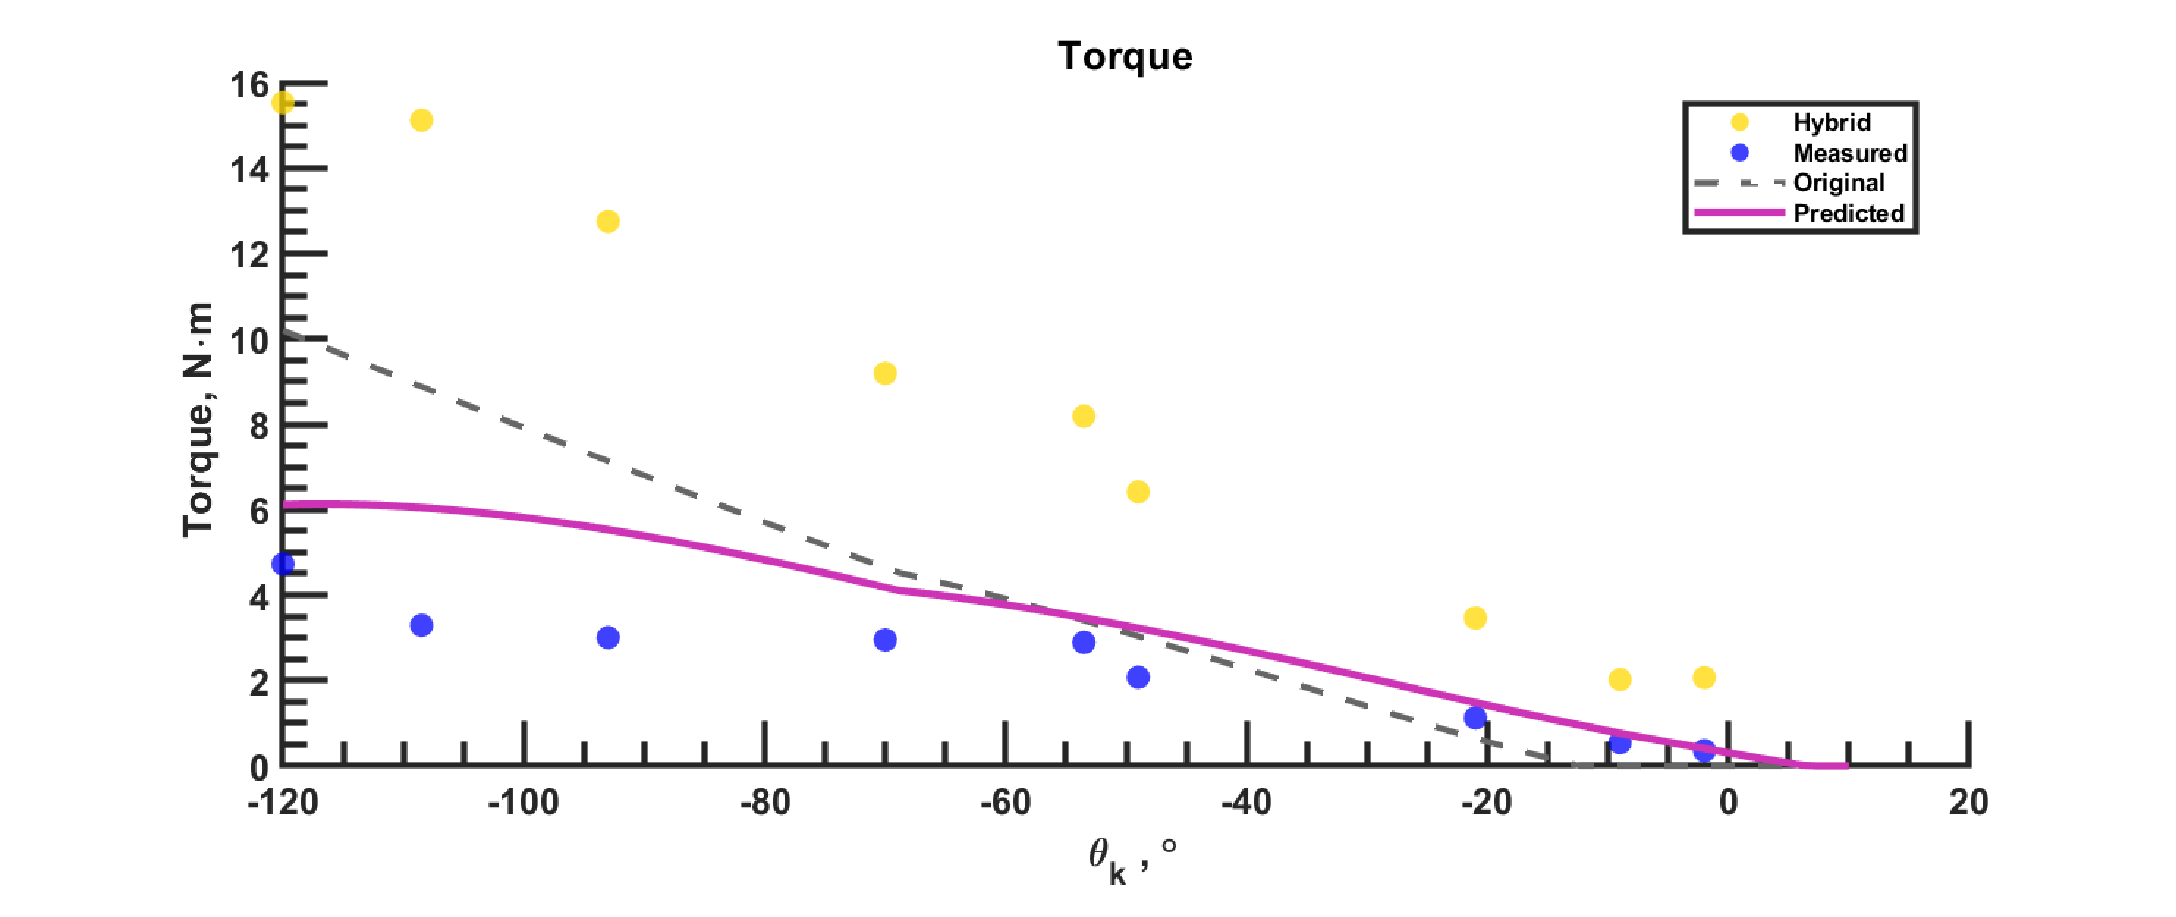 Torque
16
14
12
10
8
6
4
2
0
Torque, N·m
Hybrid
Measured
Original
Predicted
-120 -100 -80 -60 -40 -20 0 20
θk , °